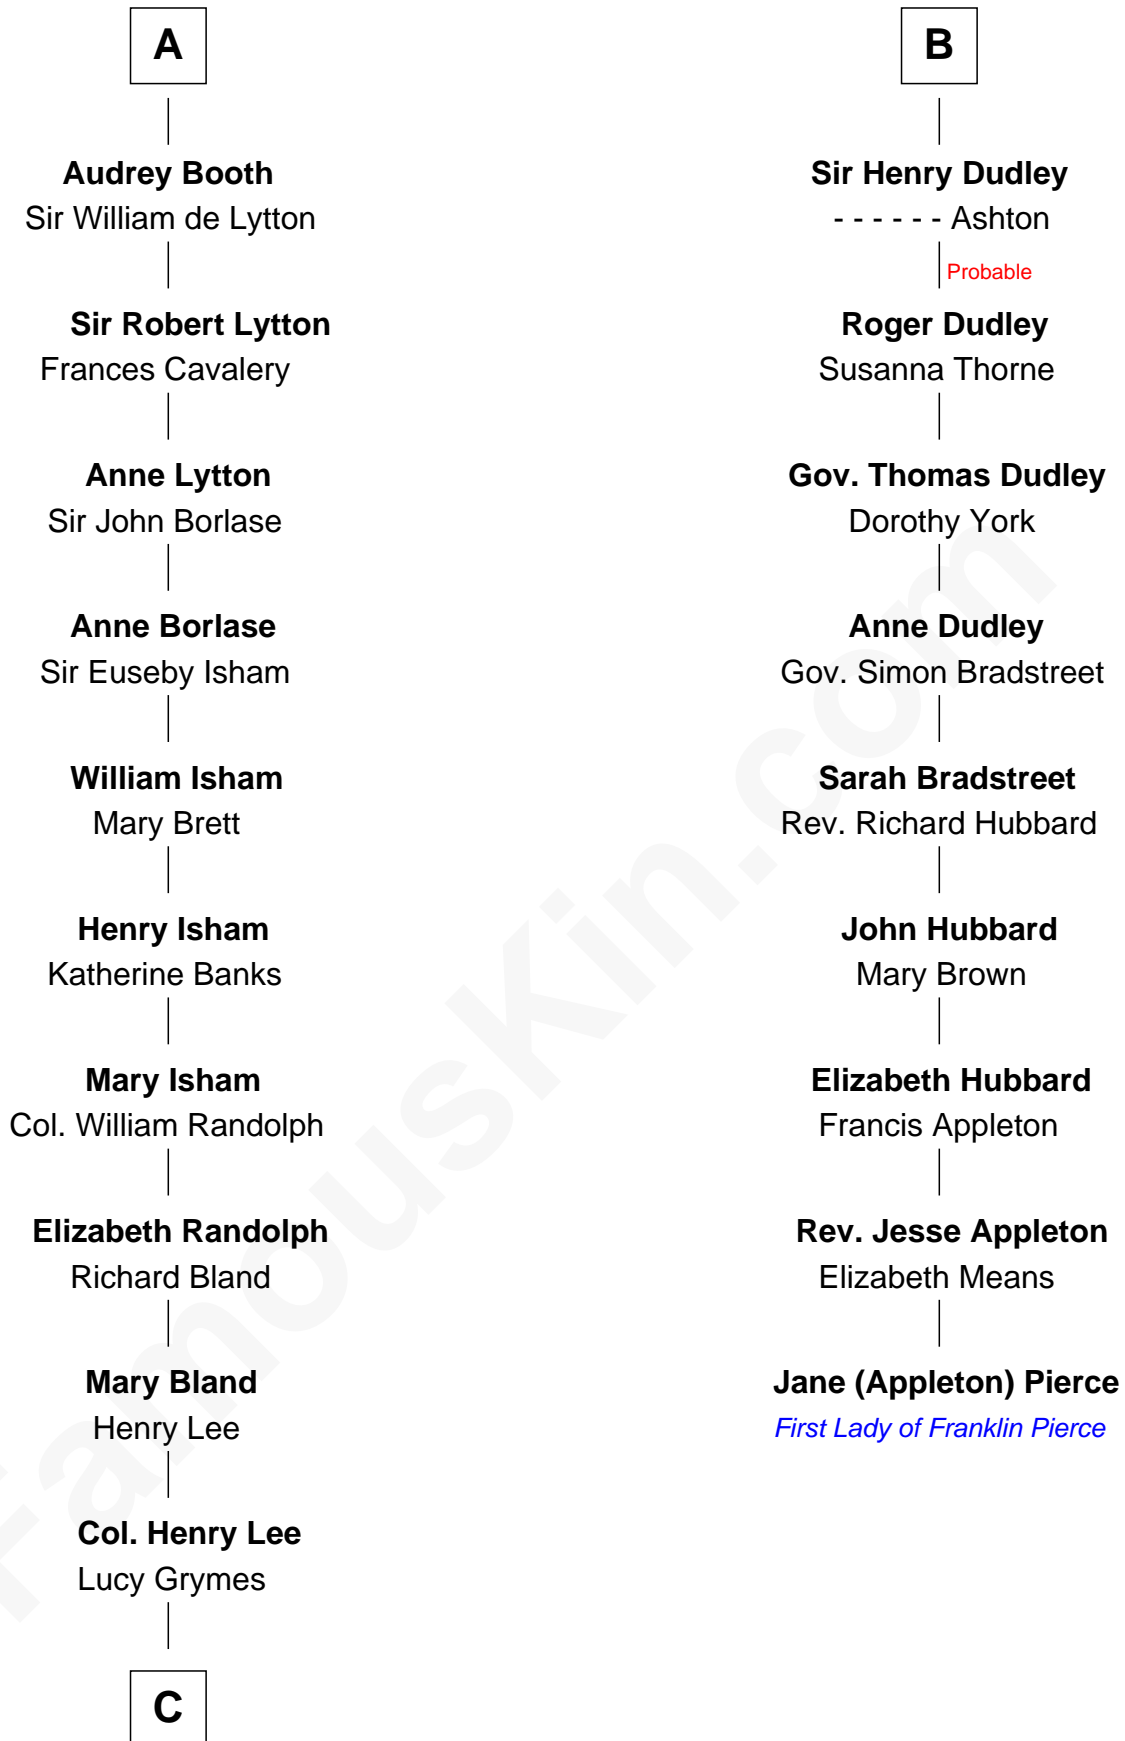 A
Audrey Booth
Sir William de Lytton
Sir Robert Lytton
Frances Cavalery
Anne Lytton
Sir John Borlase
Anne Borlase
Sir Euseby Isham
William Isham
Mary Brett
Henry Isham
Katherine Banks
Mary Isham
Col. William Randolph
Elizabeth Randolph
Richard Bland
Mary Bland
Henry Lee
Col. Henry Lee
Lucy Grymes
C
B
Sir Henry Dudley
- - - - - - Ashton
Probable
Roger Dudley
Susanna Thorne
Gov. Thomas Dudley
Dorothy York
Anne Dudley
Gov. Simon Bradstreet
Sarah Bradstreet
Rev. Richard Hubbard
John Hubbard
Mary Brown
Elizabeth Hubbard
Francis Appleton
Rev. Jesse Appleton
Elizabeth Means
Jane (Appleton) Pierce
First Lady of Franklin Pierce
FamousKin.com